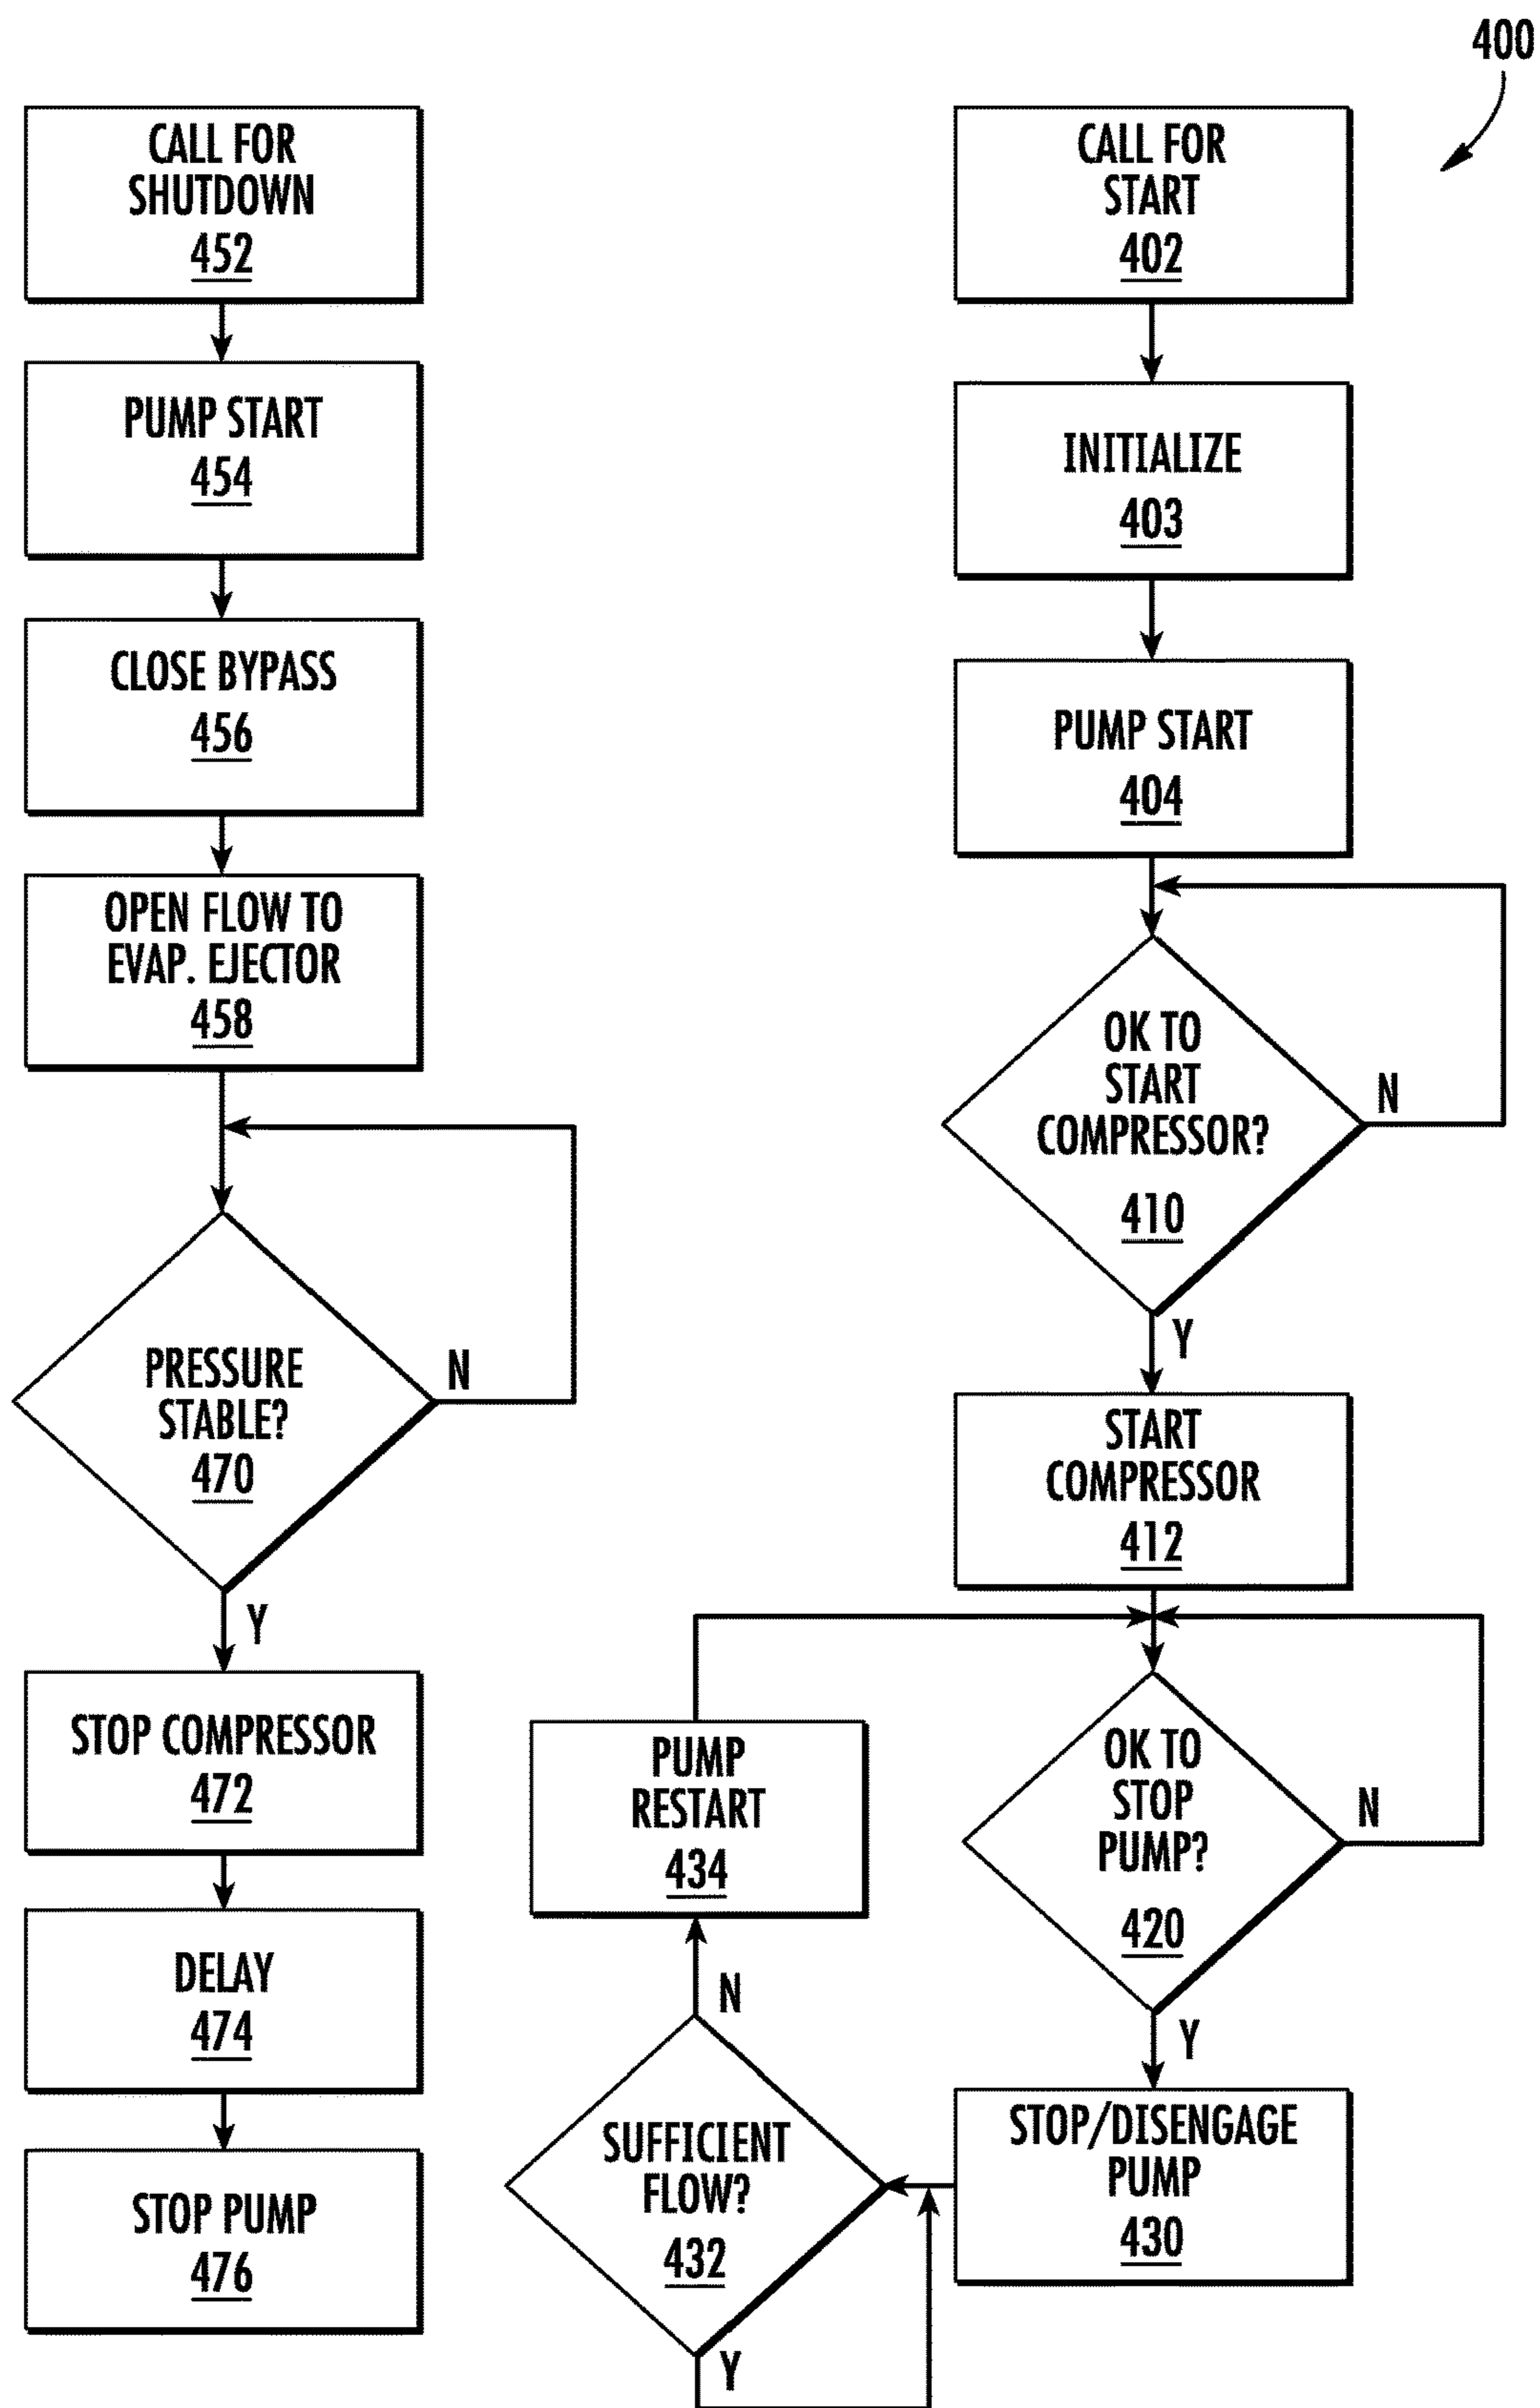 400
CALL FOR
SHUTDOWN
452
PUMP START
454
CLOSE BYPASS
456
OPEN FLOW TO
EVAP. EJECTOR
458
PRESSURE
STABLE?
470
N
Y
STOP COMPRESSOR
472
DELAY
474
STOP PUMP
476
CALL FOR
START
402
INITIALIZE
403
PUMP START
404
OK TO
START
COMPRESSOR?
410
N
Y
START
COMPRESSOR
412
OK TO
STOP
PUMP?
420
N
Y
STOP/DISENGAGE
PUMP
430
SUFFICIENT
FLOW?
432
Y
N
PUMP
RESTART
434